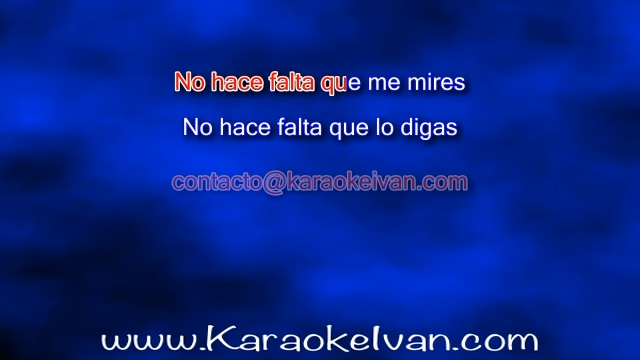 No hace falta que me mires
No hace falta que lo digas
contacto@karaokeivan.com
www.KaraokeIvan.com